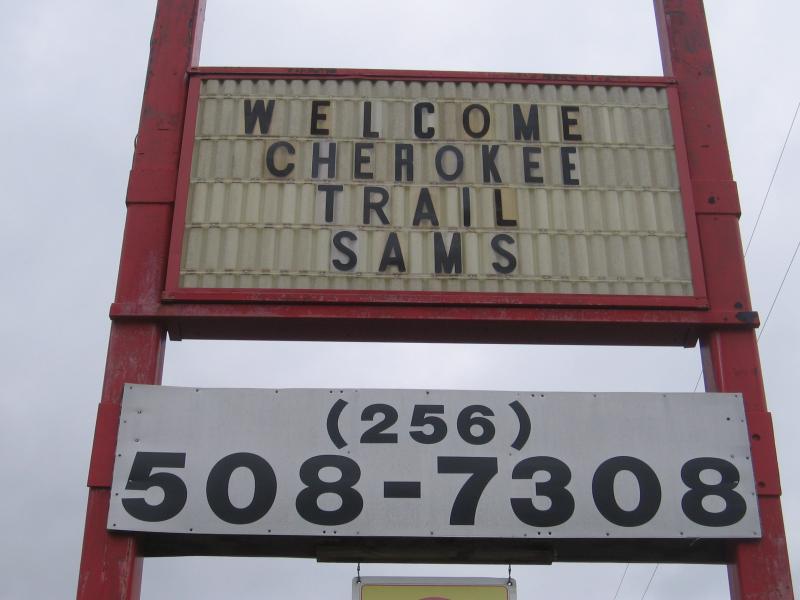 WELCOME
CHEROKEE
TRAIL
SAMS
(256)
508-7308